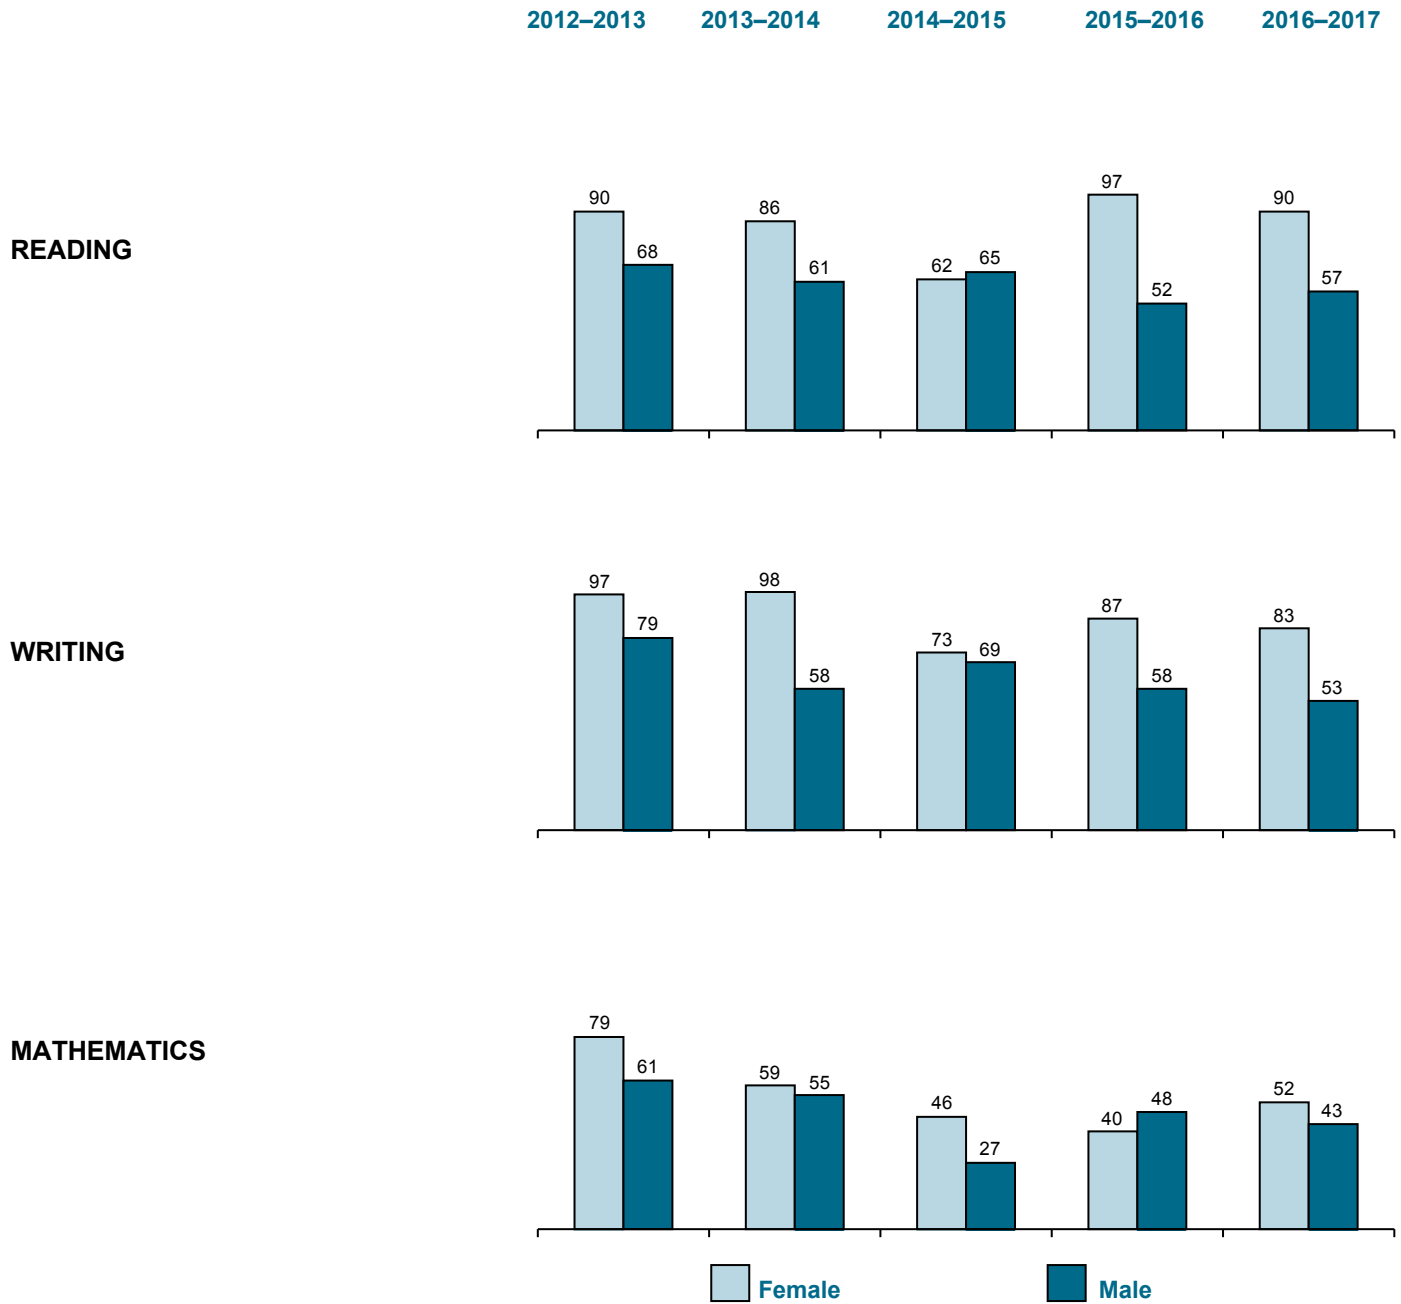 2012–2013 2013–2014 2014–2015 2015–2016 2016–2017
READING
90 68 86 61 62 65 97 52 90 57
WRITING
97 79 98 58 73 69 87 58 83 53
MATHEMATICS
79 61 59 55 46 27 40 48 52 43
Female Male